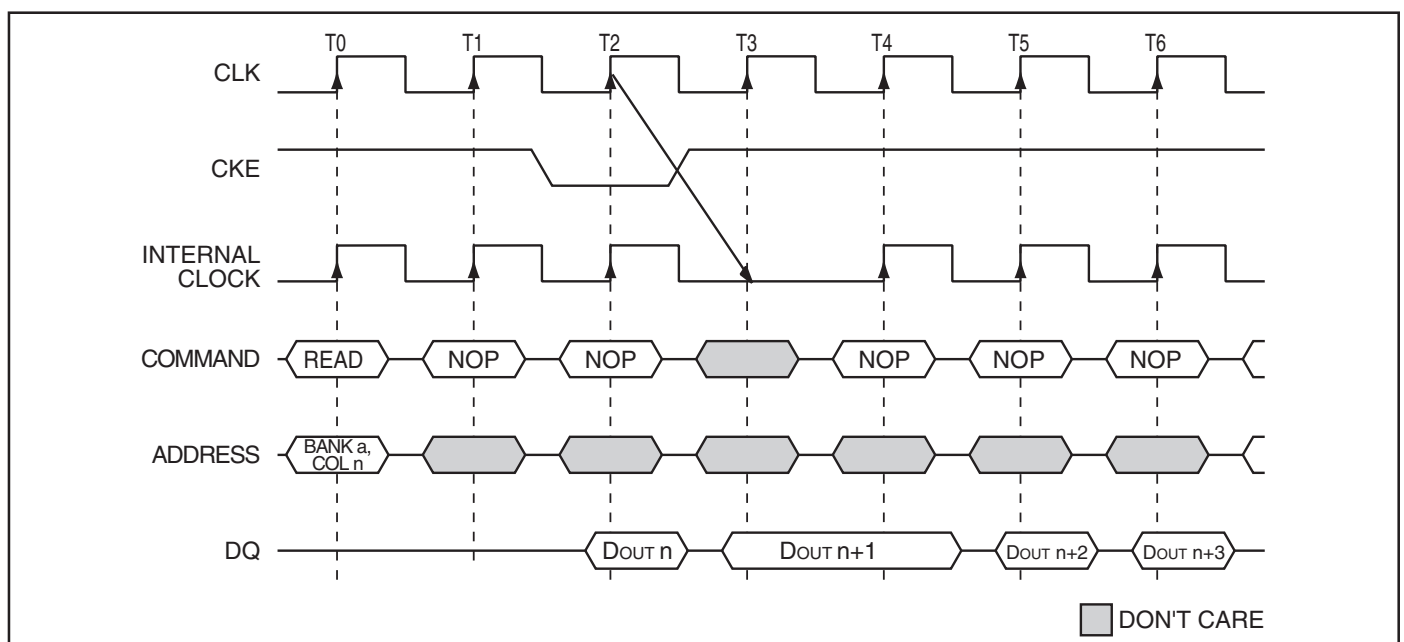 T0 T1 T2 T3 T4 T5 T6
CLK
CKE
INTERNAL
CLOCK
COMMAND READ NOP NOP NOP NOP NOP
ADDRESS BANK a,
COL n
DQ DOUT n DOUT n+1 DOUT n+2 DOUT n+3
DON'T CARE